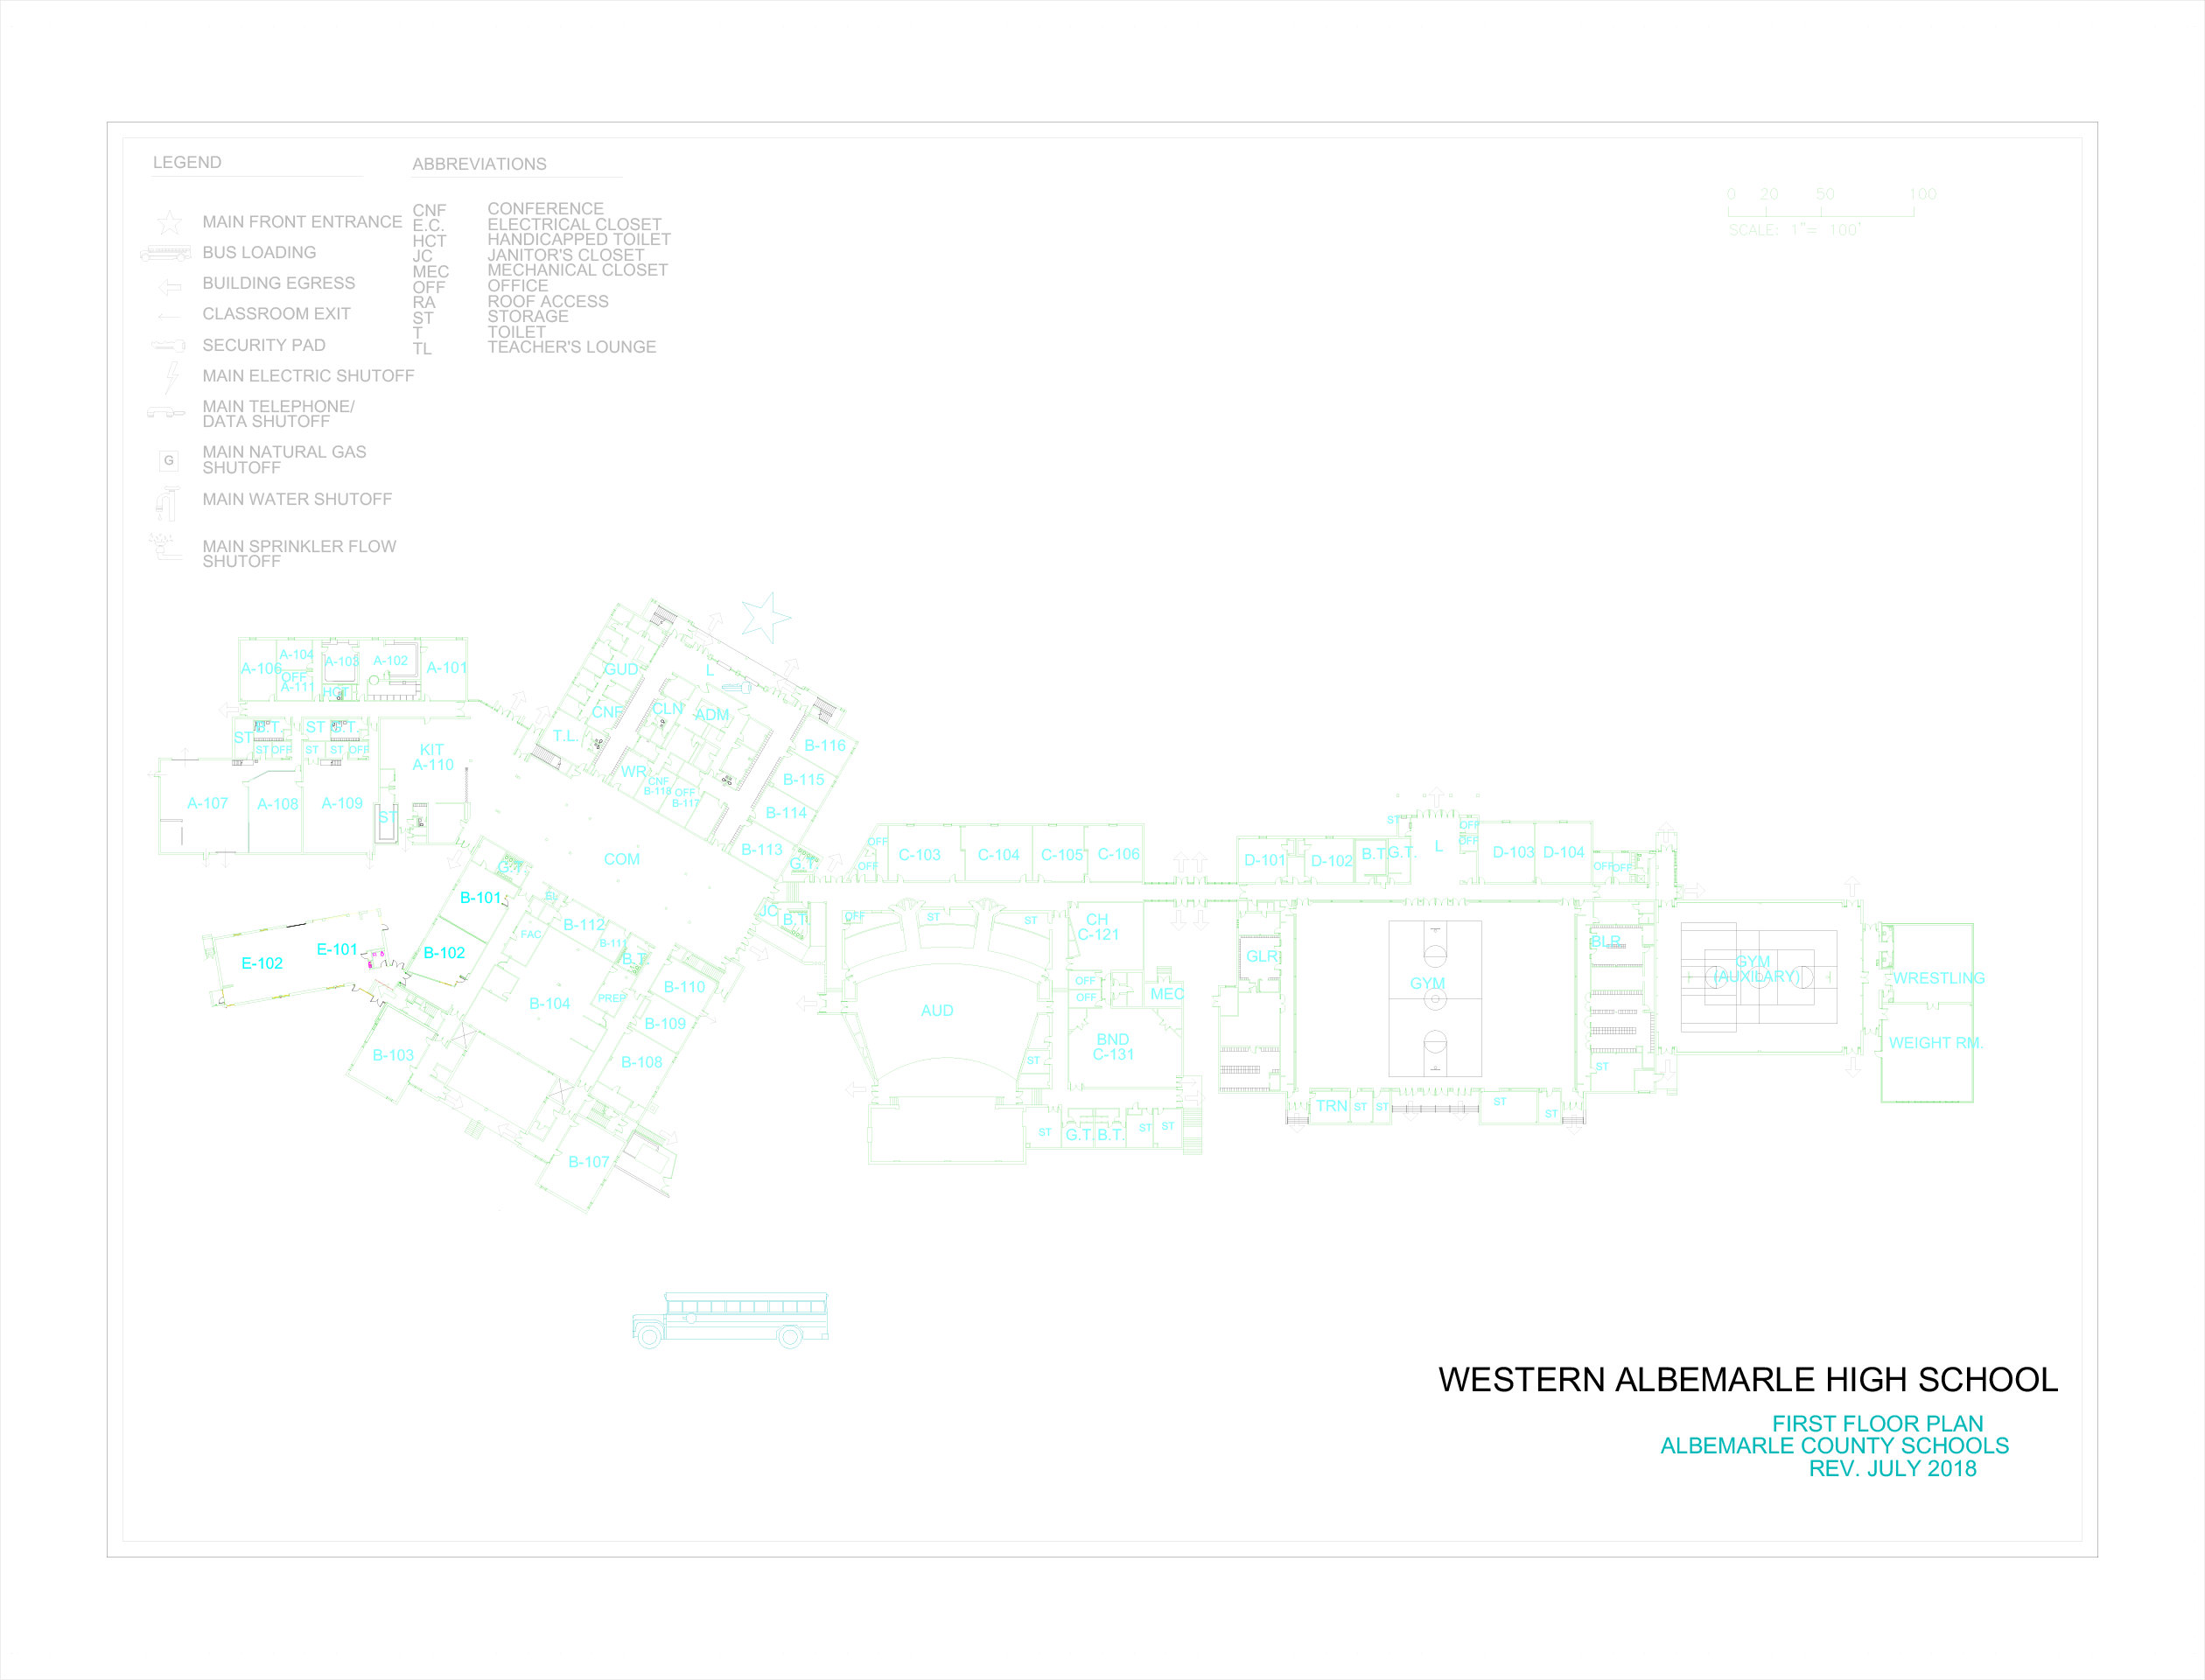 LEGEND
MAIN FRONT ENTRANCE
BUS LOADING
BUILDING EGRESS
CLASSROOM EXIT
SECURITY PAD
MAIN ELECTRIC SHUTOFF
MAIN TELEPHONE/
DATA SHUTOFF
G
MAIN NATURAL GAS
SHUTOFF
MAIN WATER SHUTOFF
MAIN SPRINKLER FLOW
SHUTOFF
ABBREVIATIONS
CNF CONFERENCE
E.C. ELECTRICAL CLOSET
HCT HANDICAPPED TOILET
JC JANITOR'S CLOSET
MEC MECHANICAL CLOSET
OFF OFFICE
RA ROOF ACCESS
ST STORAGE
T TOILET
TL TEACHER'S LOUNGE
0 20 50 100
SCALE: 1"= 100'
A-106
A-104
OFF
A-111
A-103
HCT
A-102
A-101
ST
B.T.
ST
OFF
ST
G.T.
ST
ST
OFF
KIT
A-110
A-107
A-108
A-109
ST
GUD
L
CNF
CLN
ADM
T.L.
WR
CNF
B-118
OFF
B-117
B-116
B-115
B-114
B-113
G.T.
COM
G.T.
B-101
B-102
E-101
E-102
EL
FAC
B-112
B-111
B.T.
JC
B.T.
B-110
B-104
PREP
B-109
B-108
B-103
B-107
OFF
OFF
C-103
C-104
C-105
C-106
OFF
ST
ST
CH
C-121
OFF
OFF
MEC
AUD
BND
C-131
ST
ST
G.T.
B.T.
ST
ST
D-101
D-102
B.T.
G.T.
ST
L
OFF
OFF
D-103
D-104
OFF
OFF
GLR
GYM
BLR
ST
TRN
ST
ST
ST
ST
GYM
(AUXILARY)
WRESTLING
WEIGHT RM.
WESTERN ALBEMARLE HIGH SCHOOL
FIRST FLOOR PLAN
ALBEMARLE COUNTY SCHOOLS
REV. JULY 2018